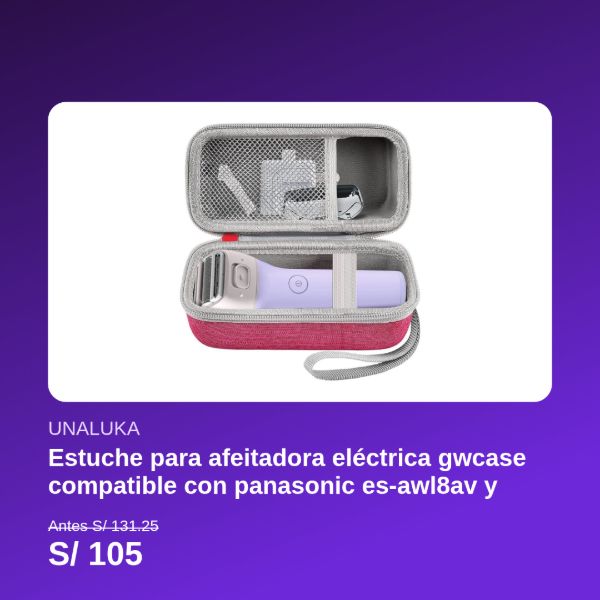 UNALUKA
Estuche para afeitadora eléctrica gwcase
compatible con panasonic es-awl8av y
Antes S/ 131.25
S/ 105